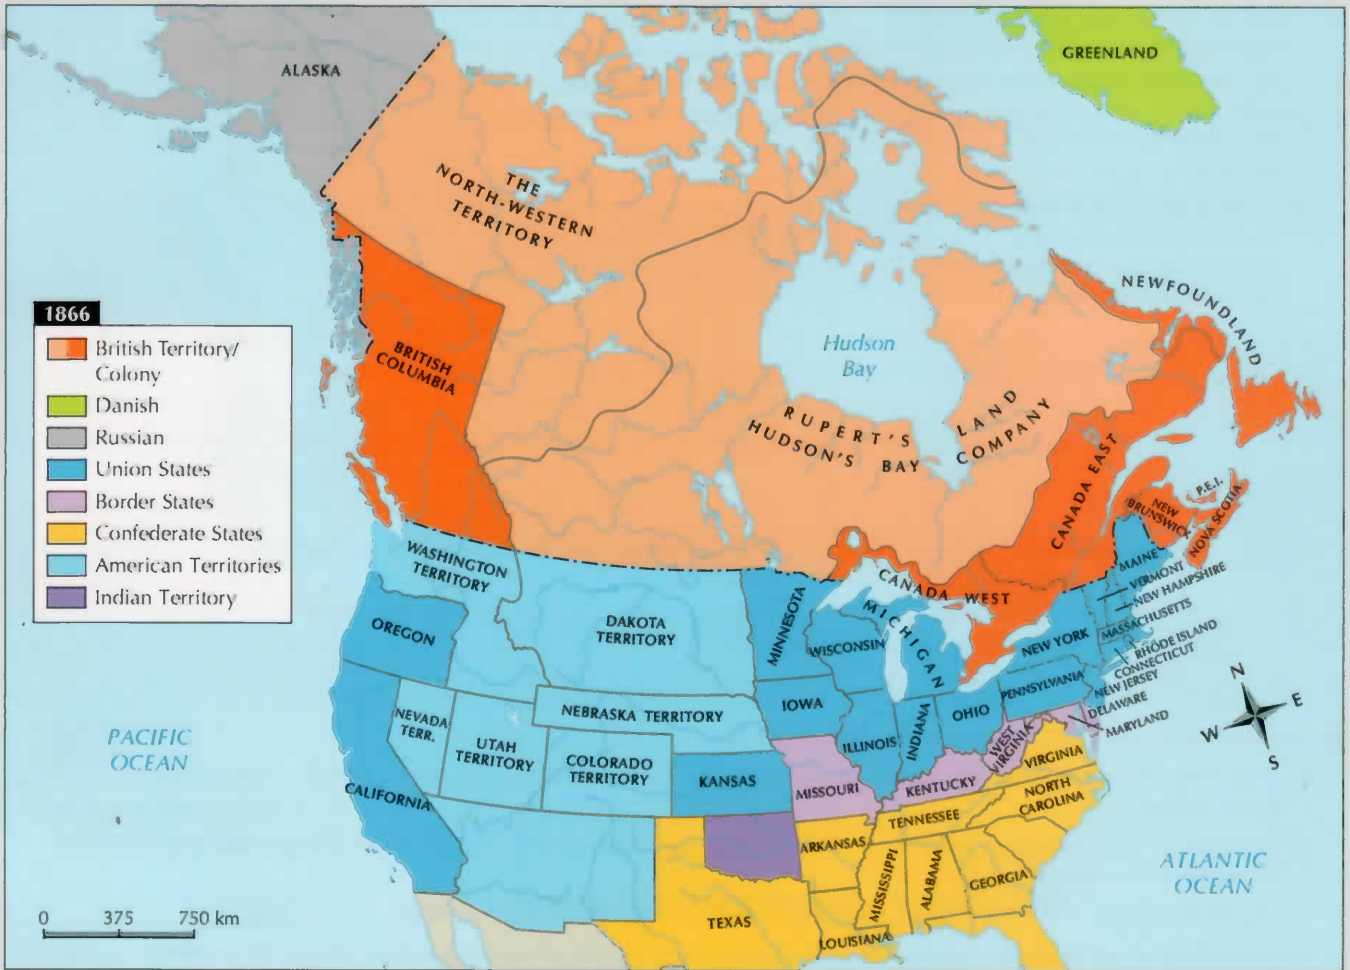 ALASKA
GREENLAND
THE
NORTH-WESTERN
TERRITORY
NEWFOUNDLAND
1866
British Territory/
Colony
Danish
Russian
Union States
Border States
Confederate States
American Territories
Indian Territory
BRITISH
COLUMBIA
Hudson
Bay
RUPERT'S LAND
HUDSON'S BAY COMPANY
CANADA EAST
P.E.I.
NEW
BRUNSWICK
NOVA SCOTIA
CANADA WEST
WASHINGTON
TERRITORY
OREGON
DAKOTA
TERRITORY
MINNESOTA
WISCONSIN
MICHIGAN
MAINE
VERMONT
NEW HAMPSHIRE
MASSACHUSETTS
RHODE ISLAND
CONNECTICUT
NEW YORK
PENNSYLVANIA
NEW JERSEY
DELAWARE
MARYLAND
NEBRASKA TERRITORY
IOWA
NEVADA
TERR.
UTAH
TERRITORY
COLORADO
TERRITORY
KANSAS
ILLINOIS
INDIANA
OHIO
WEST
VIRGINIA
VIRGINIA
MISSOURI
KENTUCKY
CALIFORNIA
NORTH
CAROLINA
TENNESSEE
ARKANSAS
MISSISSIPPI
ALABAMA
GEORGIA
TEXAS
LOUISIANA
PACIFIC
OCEAN
ATLANTIC
OCEAN
N
E
W
S
0 375 750 km